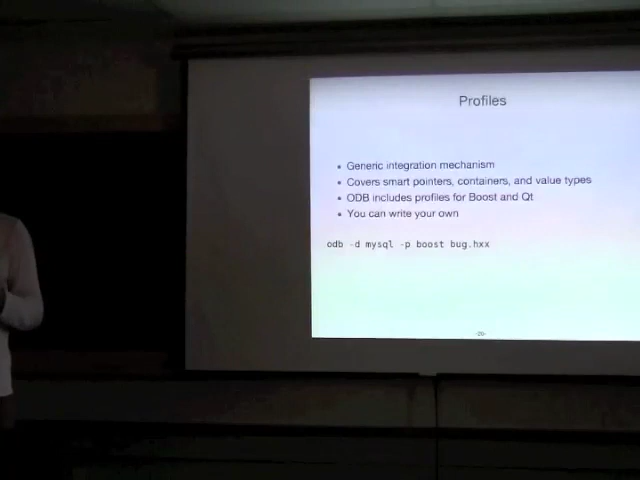 Profiles
• Generic integration mechanism
• Covers smart pointers, containers, and value types
• ODB includes profiles for Boost and Qt
• You can write your own
odb -d mysql -p boost bug.hxx